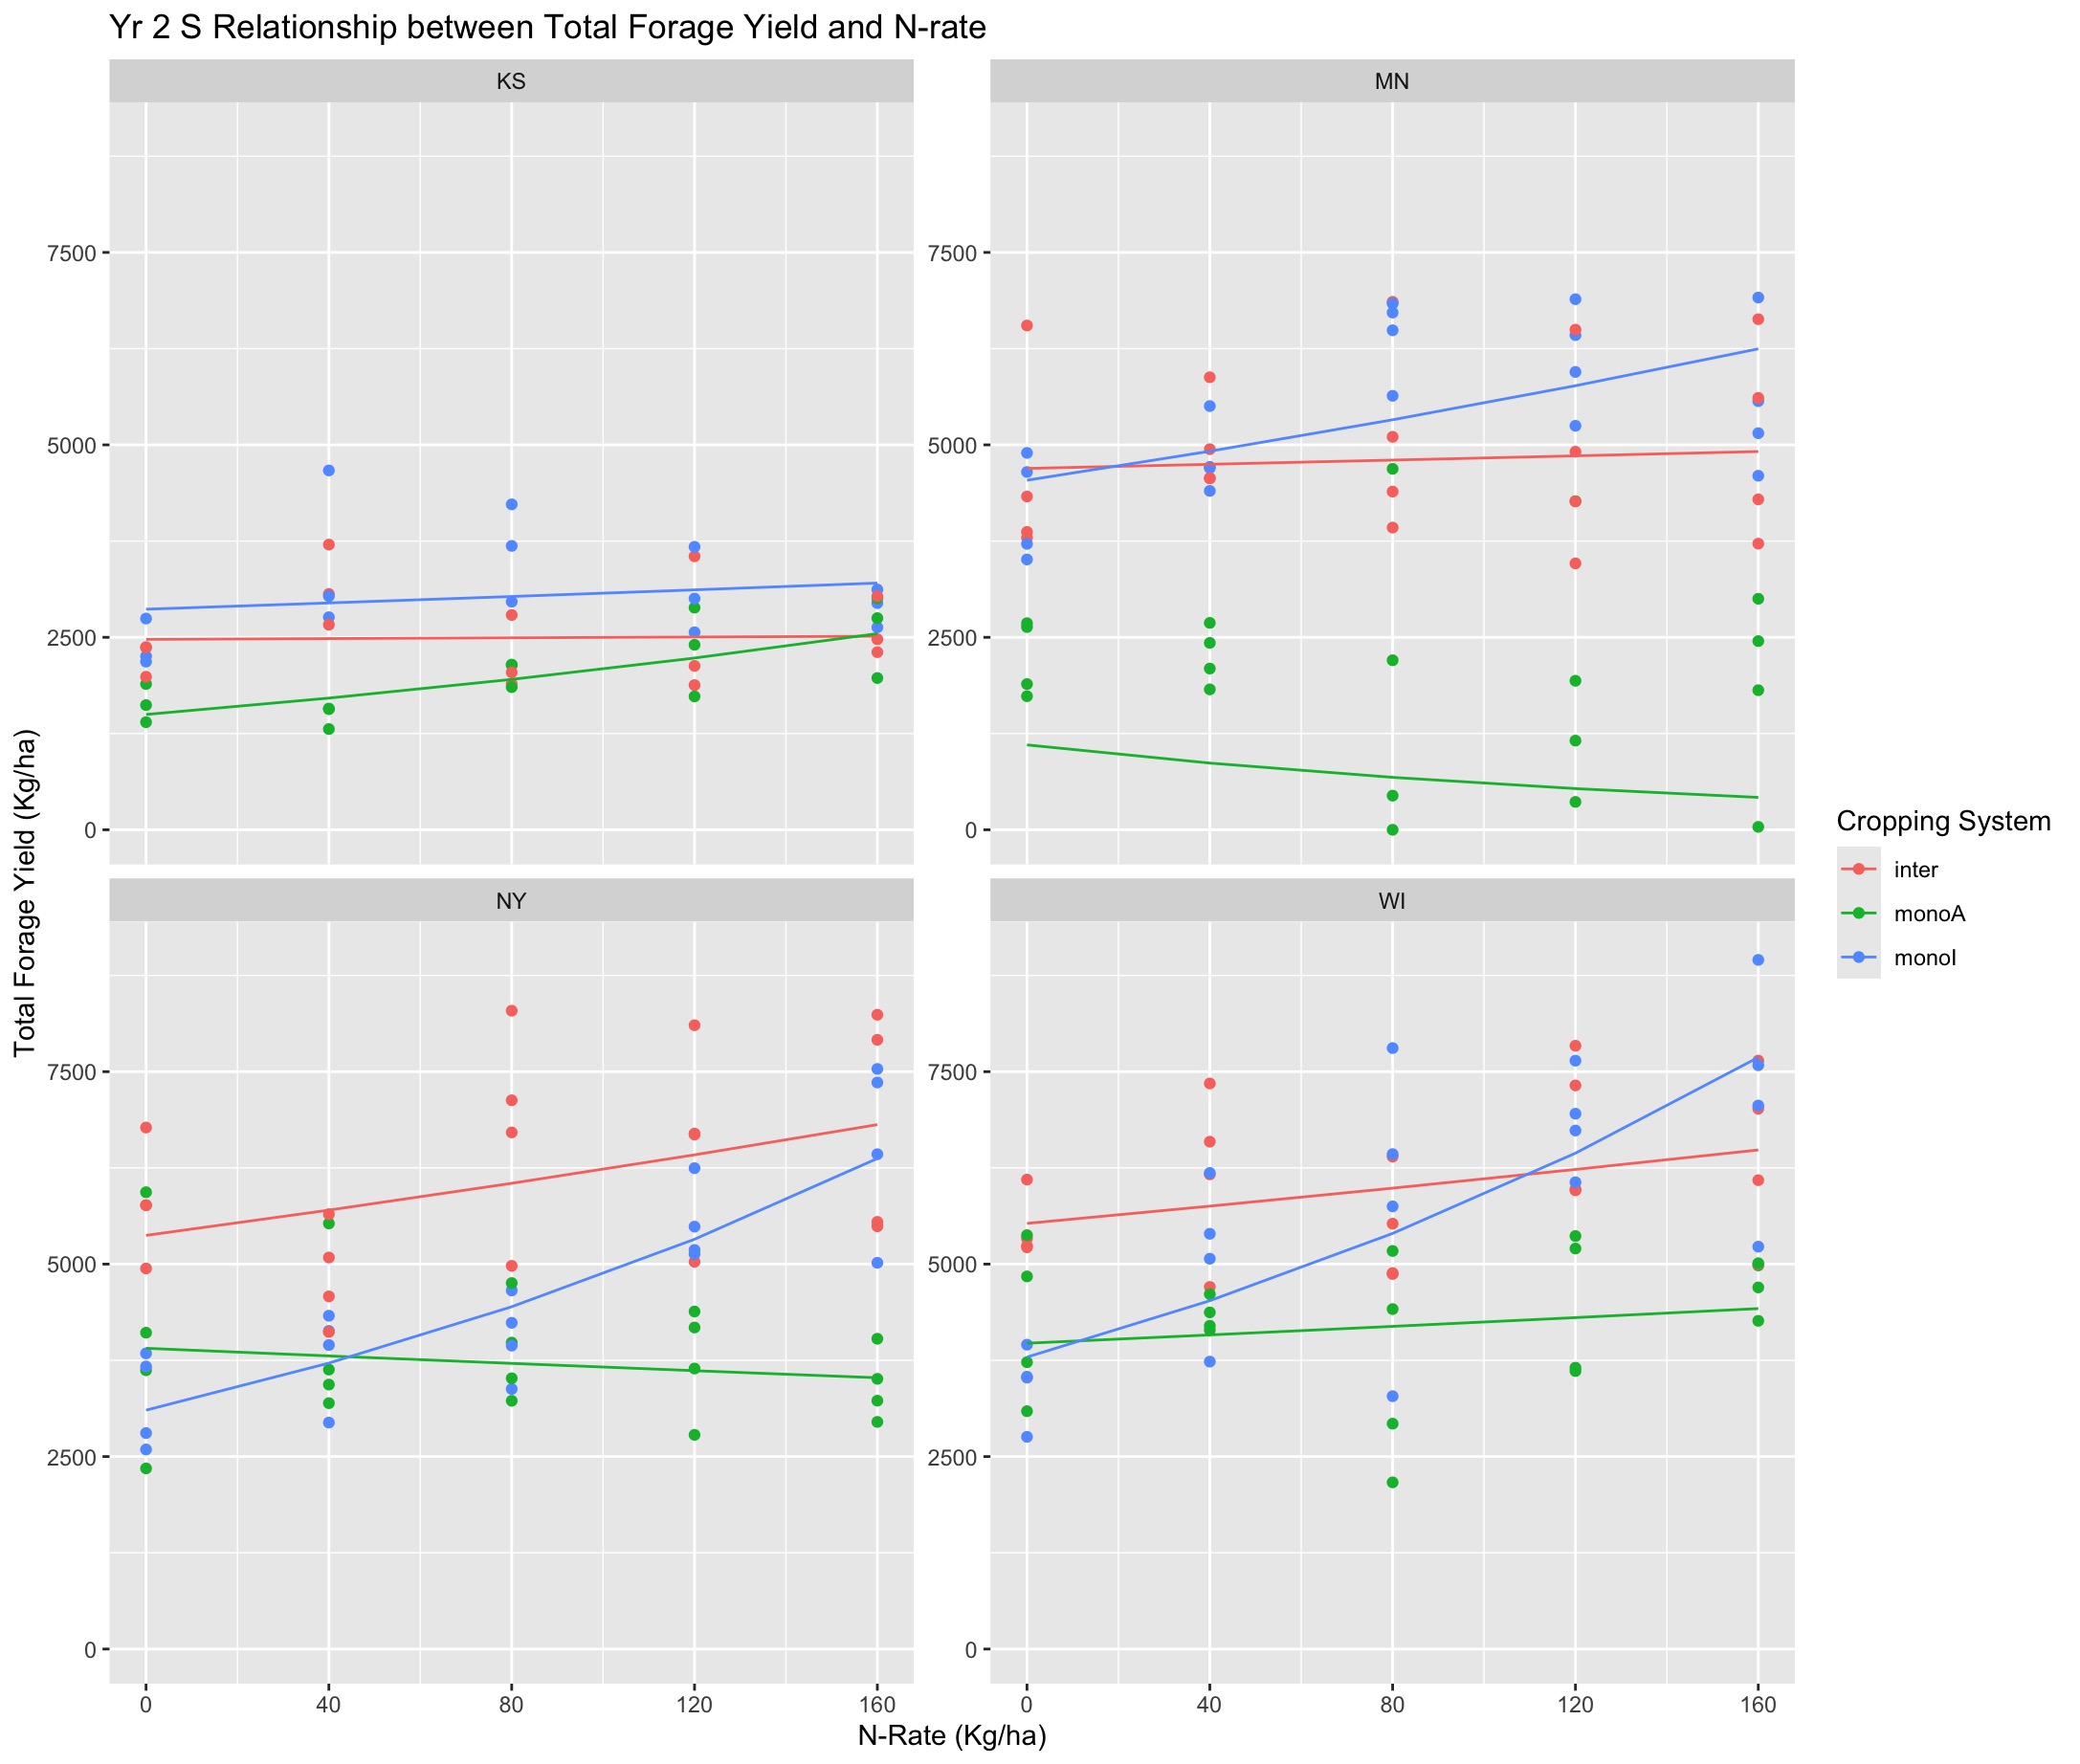 Yr 2 S Relationship between Total Forage Yield and N-rate
KS
MN
7500
5000
2500
0
7500
5000
2500
0
NY
WI
7500
5000
2500
0
7500
5000
2500
0
0 40 80 120 160
0 40 80 120 160
N-Rate (Kg/ha)
Total Forage Yield (Kg/ha)
Cropping System
inter
monoA
monoI